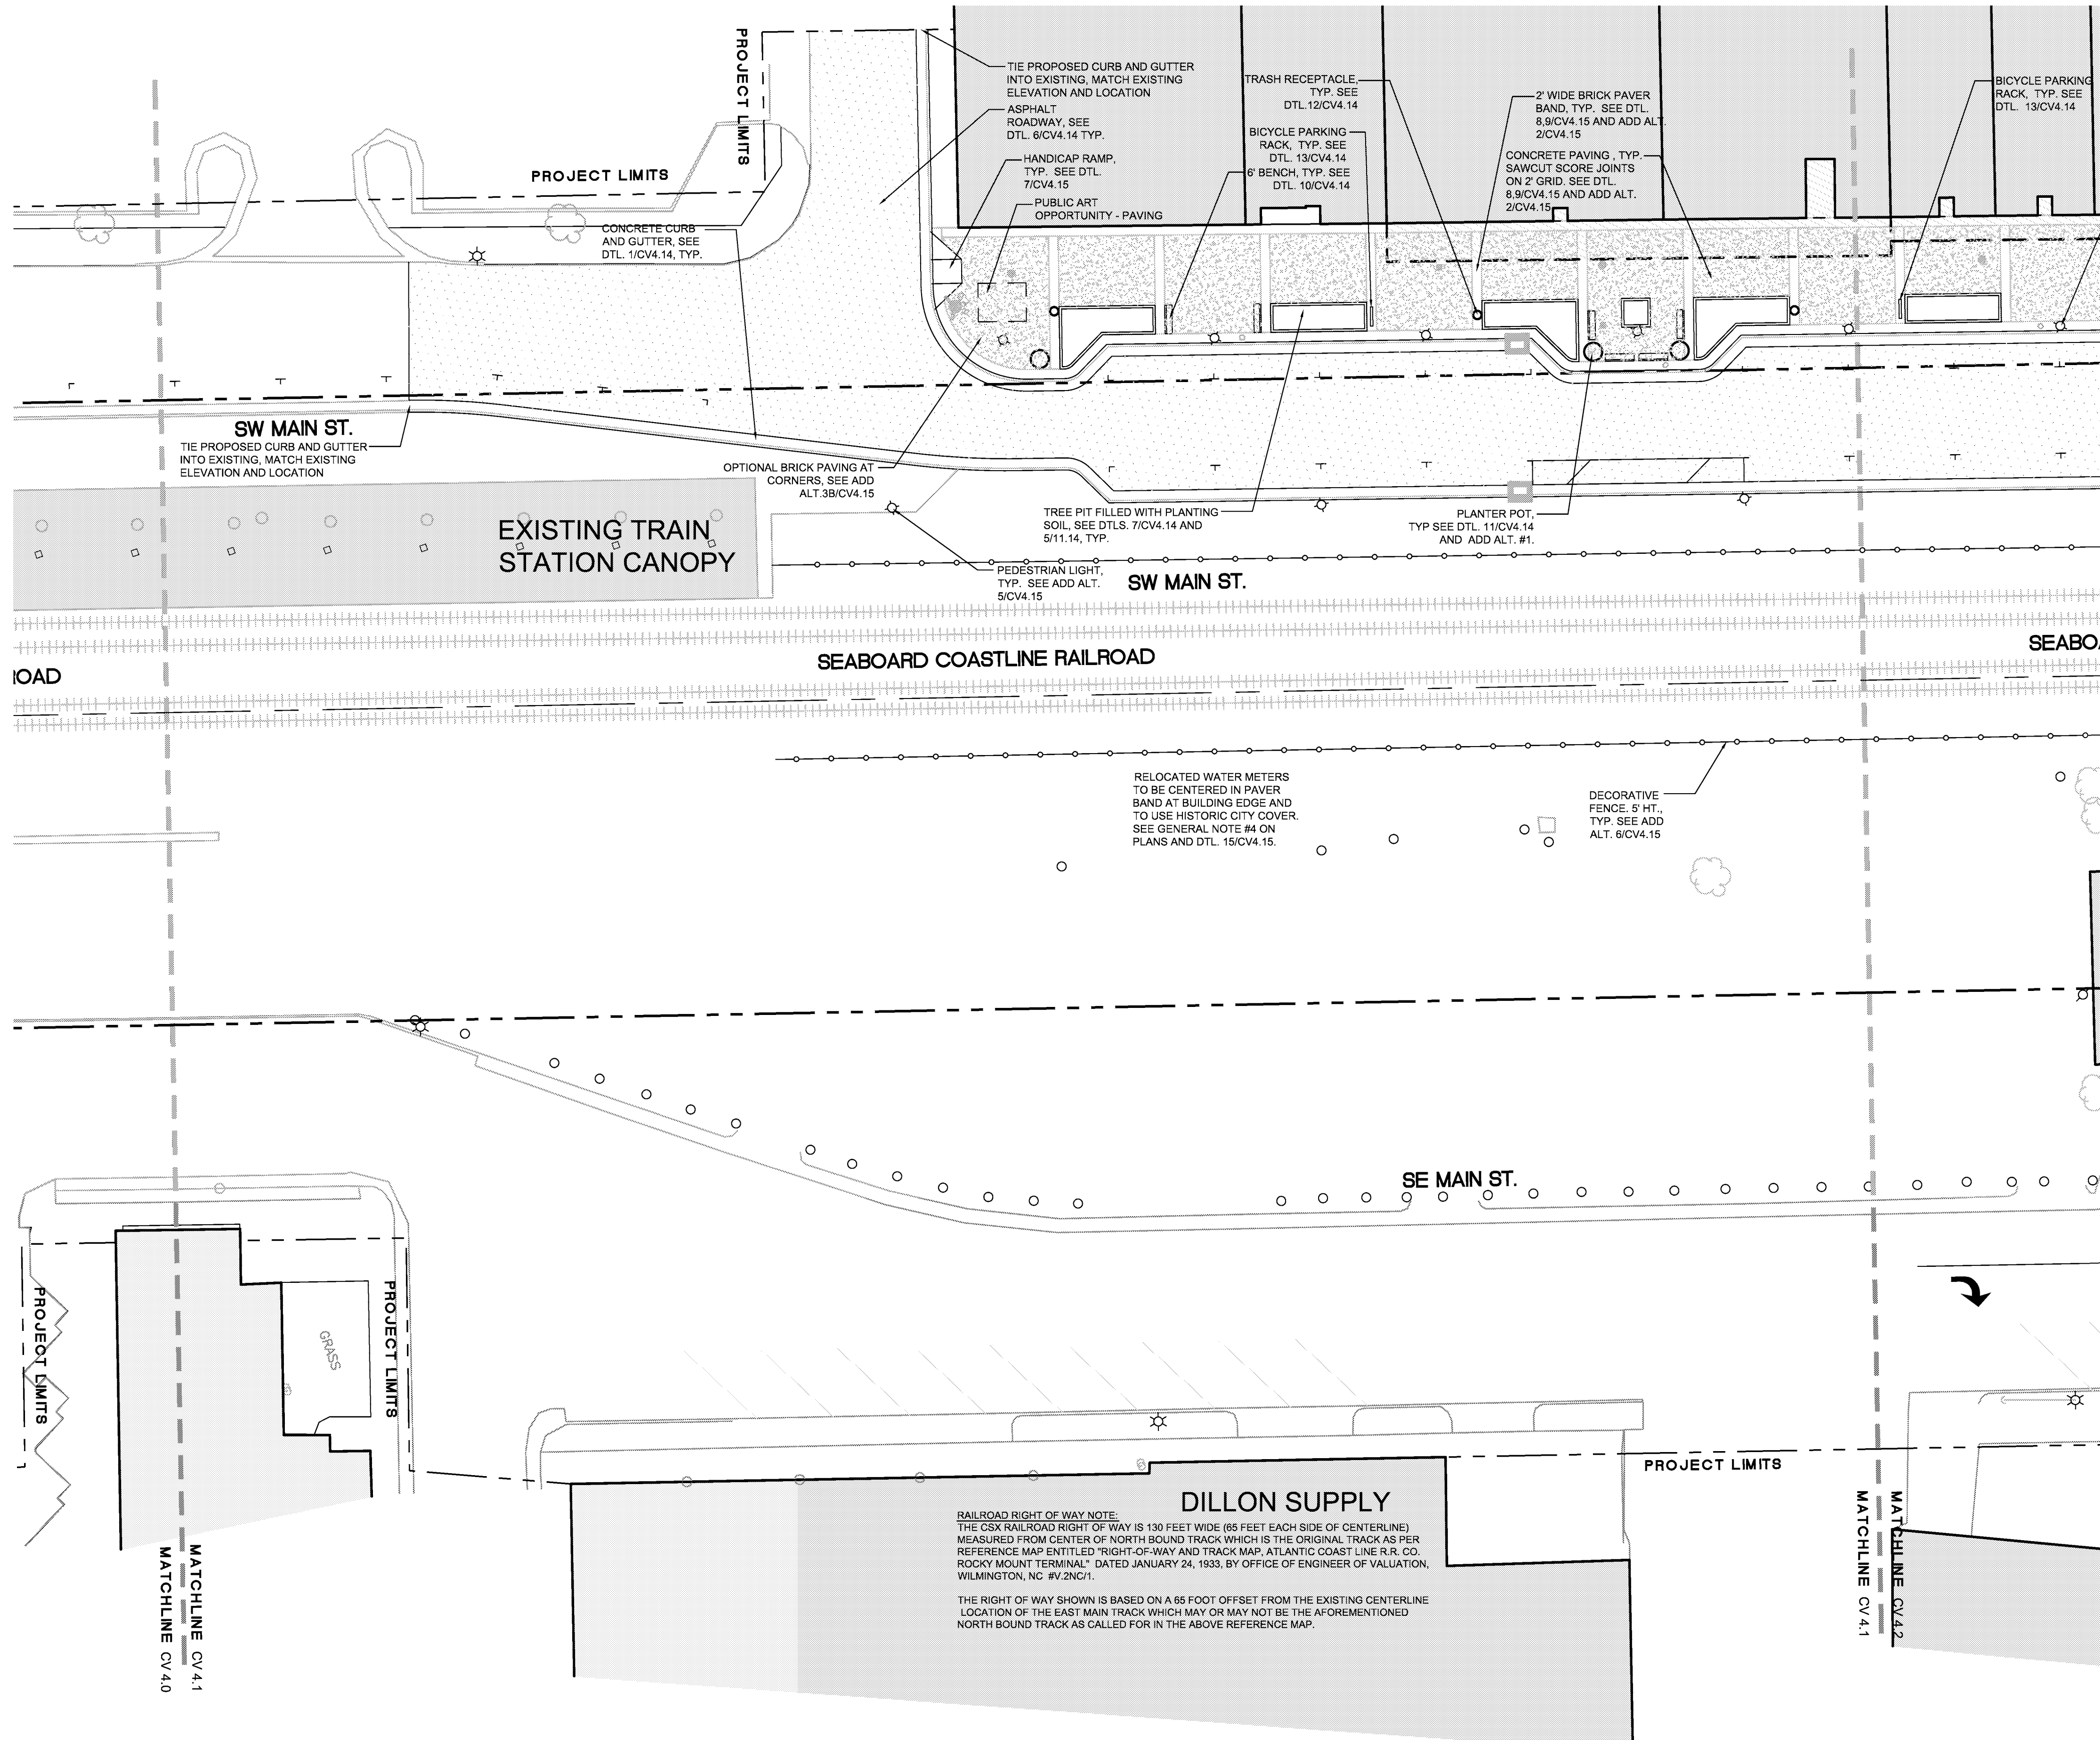 PROJECT LIMITS
TIE PROPOSED CURB AND GUTTER
INTO EXISTING, MATCH EXISTING
ELEVATION AND LOCATION
ASPHALT
ROADWAY, SEE
DTL. 6/CV4.14 TYP.
HANDICAP RAMP,
TYP. SEE DTL.
7/CV4.15
PUBLIC ART
OPPORTUNITY - PAVING
TRASH RECEPTACLE,
TYP. SEE
DTL.12/CV4.14
BICYCLE PARKING
RACK, TYP. SEE
DTL. 13/CV4.14
6' BENCH, TYP. SEE
DTL. 10/CV4.14
2' WIDE BRICK PAVER
BAND, TYP. SEE DTL.
8,9/CV4.15 AND ADD ALT.
2/CV4.15
CONCRETE PAVING , TYP.
SAWCUT SCORE JOINTS
ON 2' GRID. SEE DTL.
8,9/CV4.15 AND ADD ALT.
2/CV4.15
BICYCLE PARKING
RACK, TYP. SEE
DTL. 13/CV4.14
PROJECT LIMITS
CONCRETE CURB
AND GUTTER, SEE
DTL. 1/CV4.14, TYP.
SW MAIN ST.
TIE PROPOSED CURB AND GUTTER
INTO EXISTING, MATCH EXISTING
ELEVATION AND LOCATION
OPTIONAL BRICK PAVING AT
CORNERS, SEE ADD
ALT.3B/CV4.15
TREE PIT FILLED WITH PLANTING
SOIL, SEE DTLS. 7/CV4.14 AND
5/11.14, TYP.
PLANTER POT,
TYP SEE DTL. 11/CV4.14
AND ADD ALT. #1.
EXISTING TRAIN
STATION CANOPY
PEDESTRIAN LIGHT,
TYP. SEE ADD ALT.
5/CV4.15
SW MAIN ST.
SEABOARD COASTLINE RAILROAD
SEABO
ROAD
RELOCATED WATER METERS
TO BE CENTERED IN PAVER
BAND AT BUILDING EDGE AND
TO USE HISTORIC CITY COVER.
SEE GENERAL NOTE #4 ON
PLANS AND DTL. 15/CV4.15.
DECORATIVE
FENCE. 5' HT.,
TYP. SEE ADD
ALT. 6/CV4.15
SE MAIN ST.
PROJECT LIMITS
GRASS
PROJECT LIMITS
PROJECT LIMITS
DILLON SUPPLY
RAILROAD RIGHT OF WAY NOTE:
THE CSX RAILROAD RIGHT OF WAY IS 130 FEET WIDE (65 FEET EACH SIDE OF CENTERLINE)
MEASURED FROM CENTER OF NORTH BOUND TRACK WHICH IS THE ORIGINAL TRACK AS PER
REFERENCE MAP ENTITLED "RIGHT-OF-WAY AND TRACK MAP, ATLANTIC COAST LINE R.R. CO.
ROCKY MOUNT TERMINAL" DATED JANUARY 24, 1933, BY OFFICE OF ENGINEER OF VALUATION,
WILMINGTON, NC #V.2NC/1.
THE RIGHT OF WAY SHOWN IS BASED ON A 65 FOOT OFFSET FROM THE EXISTING CENTERLINE
LOCATION OF THE EAST MAIN TRACK WHICH MAY OR MAY NOT BE THE AFOREMENTIONED
NORTH BOUND TRACK AS CALLED FOR IN THE ABOVE REFERENCE MAP.
MATCHLINE CV4.0
MATCHLINE CV4.1
MATCHLINE CV4.1
MATCHLINE CV4.2